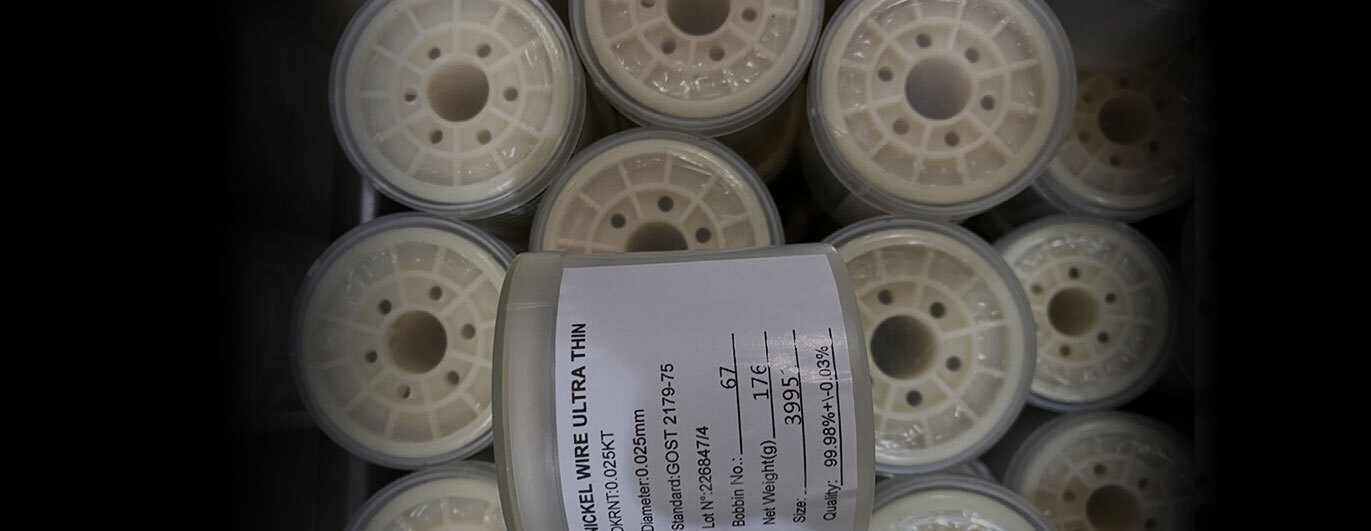 NICKEL WIRE ULTRA THIN
DKRNT:0.025KT
Diameter:0.025mm
Standard:GOST 2179-75
Lot N°:226847/4
Bobbin No.: 67
Net Weight(g) 176
Size: 3995
Quality: 99.98%+\-0.03%